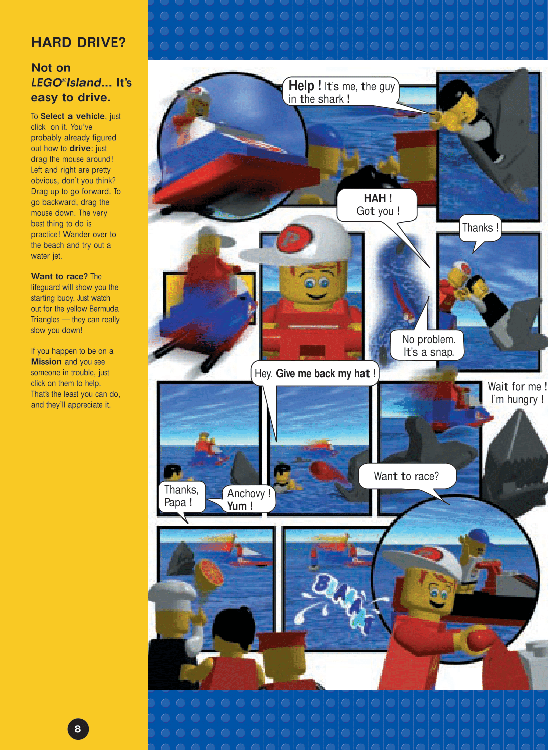 HARD DRIVE?
Not on
LEGO® Island... It's
easy to drive.
To Select a vehicle, just
click on it. You've
probably already figured
out how to drive: just
drag the mouse around!
Left and right are pretty
obvious, don't you think?
Drag up to go forward. To
go backward, drag the
mouse down. The very
best thing to do is
practice! Wander over to
the beach and try out a
water jet.
Want to race? The
lifeguard will show you the
starting buoy. Just watch
out for the yellow Bermuda
Triangles — they can really
slow you down!
If you happen to be on a
Mission and you see
someone in trouble, just
click on them to help.
That's the least you can do,
and they'll appreciate it.
8
Help ! It's me, the guy
in the shark !
HAH !
Got you !
Thanks !
P
No problem.
It's a snap.
Hey. Give me back my hat !
Wait for me !
I'm hungry !
Thanks,
Papa !
Anchovy !
Yum !
Want to race?